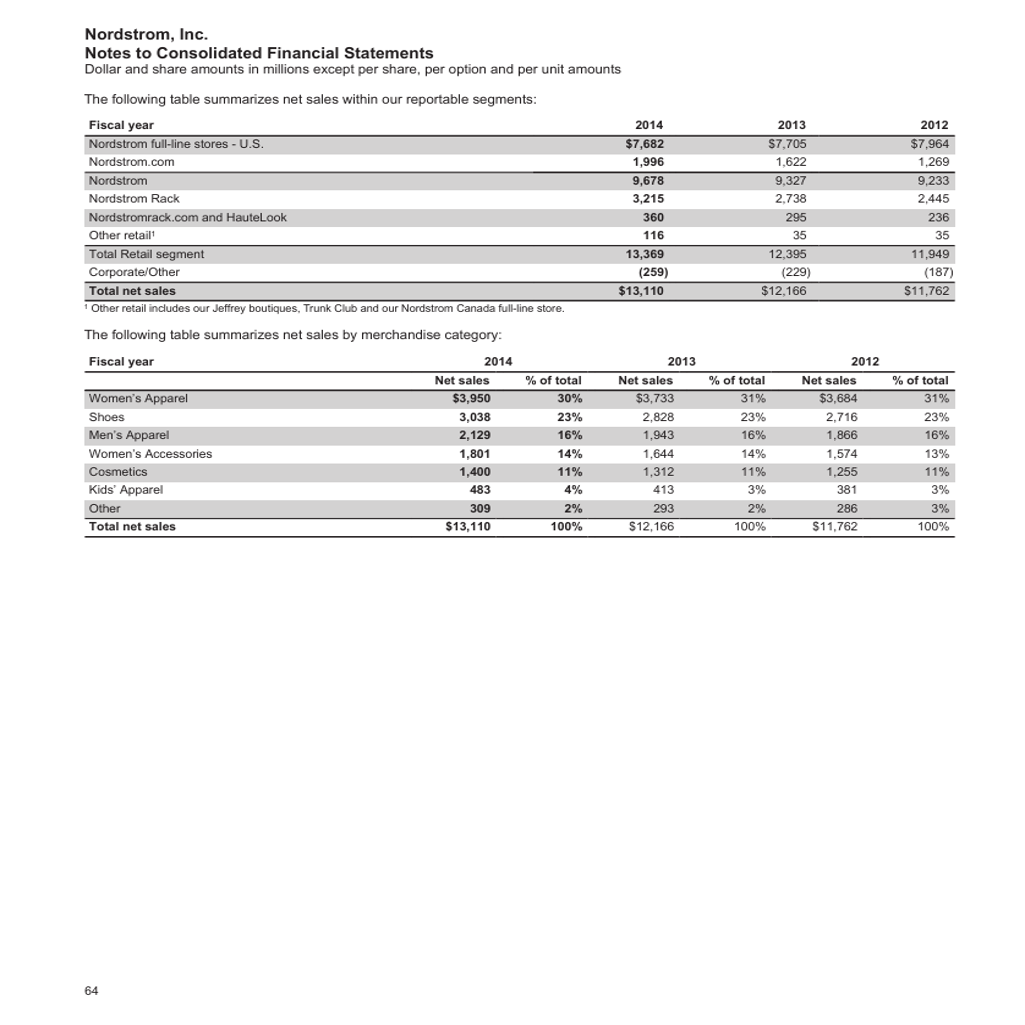 Nordstrom, Inc.
Notes to Consolidated Financial Statements
Dollar and share amounts in millions except per share, per option and per unit amounts
The following table summarizes net sales within our reportable segments:
Fiscal year 2014 2013 2012
Nordstrom full-line stores - U.S. $7,682 $7,705 $7,964
Nordstrom.com 1,996 1,622 1,269
Nordstrom 9,678 9,327 9,233
Nordstrom Rack 3,215 2,738 2,445
Nordstromrack.com and HauteLook 360 295 236
Other retail¹ 116 35 35
Total Retail segment 13,369 12,395 11,949
Corporate/Other (259) (229) (187)
Total net sales $13,110 $12,166 $11,762
¹ Other retail includes our Jeffrey boutiques, Trunk Club and our Nordstrom Canada full-line store.
The following table summarizes net sales by merchandise category:
Fiscal year 2014 2013 2012
Net sales % of total Net sales % of total Net sales % of total
Women's Apparel $3,950 30% $3,733 31% $3,684 31%
Shoes 3,038 23% 2,828 23% 2,716 23%
Men's Apparel 2,129 16% 1,943 16% 1,866 16%
Women's Accessories 1,801 14% 1,644 14% 1,574 13%
Cosmetics 1,400 11% 1,312 11% 1,255 11%
Kids' Apparel 483 4% 413 3% 381 3%
Other 309 2% 293 2% 286 3%
Total net sales $13,110 100% $12,166 100% $11,762 100%
64